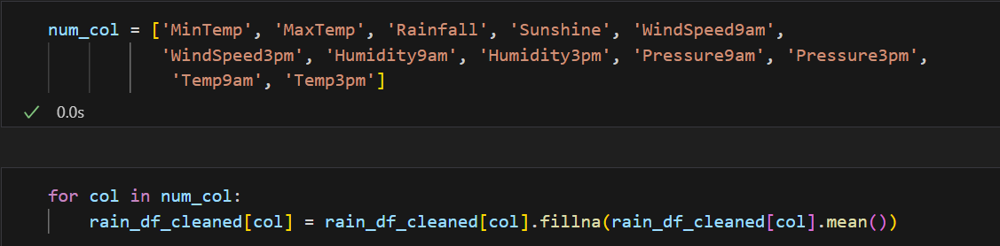 num_col = ['MinTemp', 'MaxTemp', 'Rainfall', 'Sunshine', 'WindSpeed9am',
'WindSpeed3pm', 'Humidity9am', 'Humidity3pm', 'Pressure9am', 'Pressure3pm',
'Temp9am', 'Temp3pm']
0.0s
for col in num_col:
rain_df_cleaned[col] = rain_df_cleaned[col].fillna(rain_df_cleaned[col].mean())